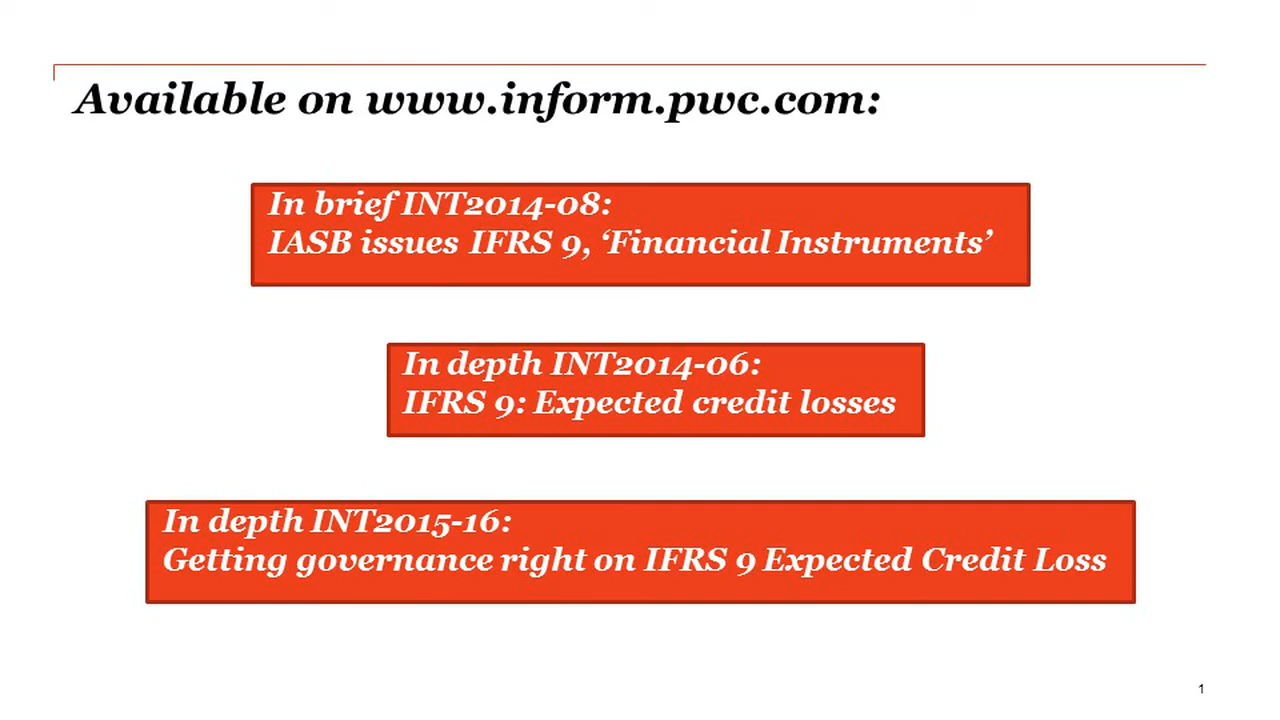 Available on www.inform.pwc.com:
In brief INT2014-08:
IASB issues IFRS 9, ‘Financial Instruments’
In depth INT2014-06:
IFRS 9: Expected credit losses
In depth INT2015-16:
Getting governance right on IFRS 9 Expected Credit Loss
1